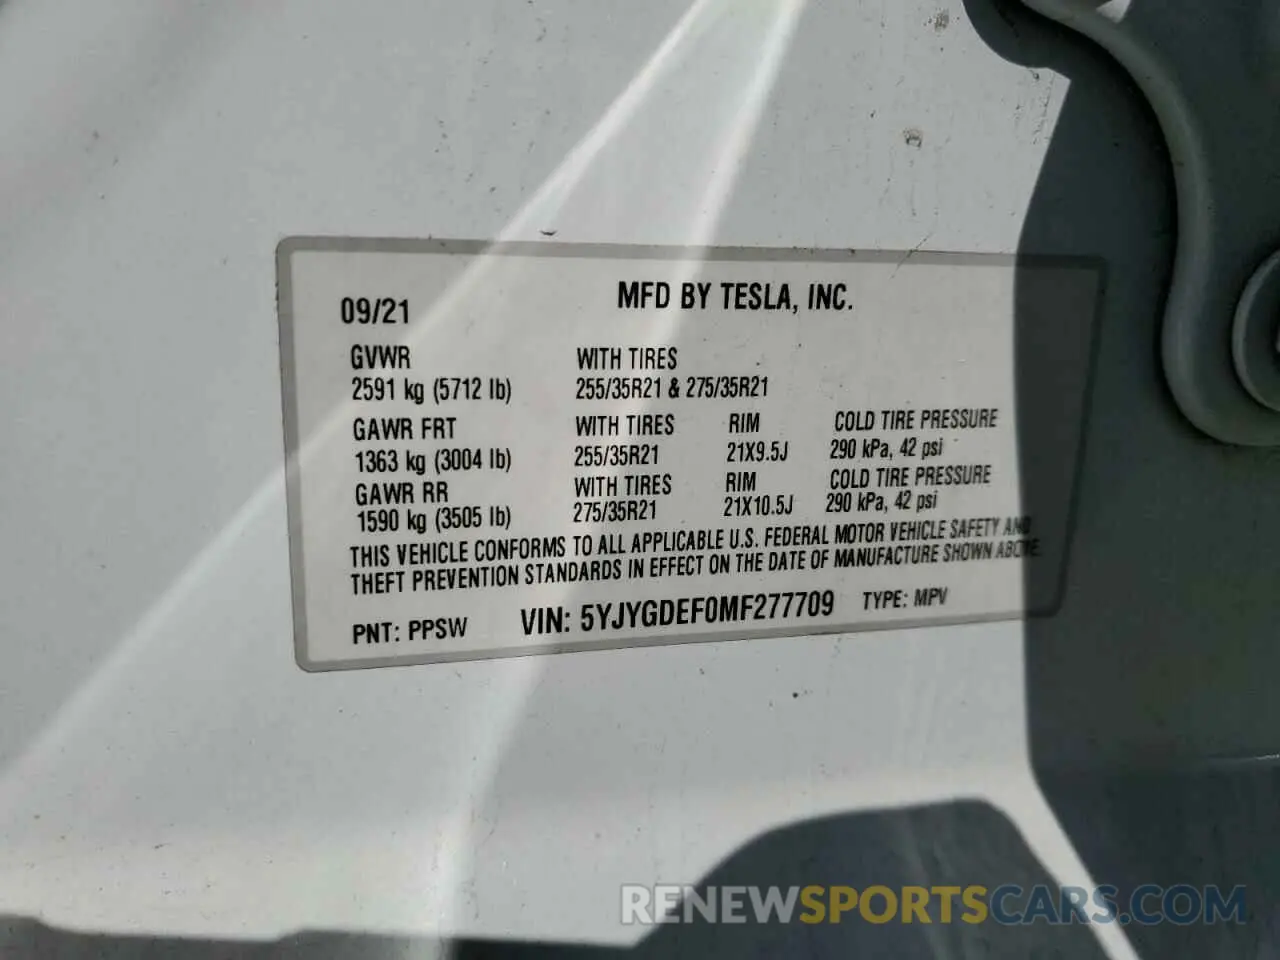 09/21 MFD BY TESLA, INC.
GVWR WITH TIRES
2591 kg (5712 lb) 255/35R21 & 275/35R21
GAWR FRT WITH TIRES RIM COLD TIRE PRESSURE
1363 kg (3004 lb) 255/35R21 21X9.5J 290 kPa, 42 psi
GAWR RR WITH TIRES RIM COLD TIRE PRESSURE
1590 kg (3505 lb) 275/35R21 21X10.5J 290 kPa, 42 psi
THIS VEHICLE CONFORMS TO ALL APPLICABLE U.S. FEDERAL MOTOR VEHICLE SAFETY AND
THEFT PREVENTION STANDARDS IN EFFECT ON THE DATE OF MANUFACTURE SHOWN ABOVE.
PNT: PPSW VIN: 5YJYGDEF0MF277709 TYPE: MPV
RENEWSPORTSCARS.COM